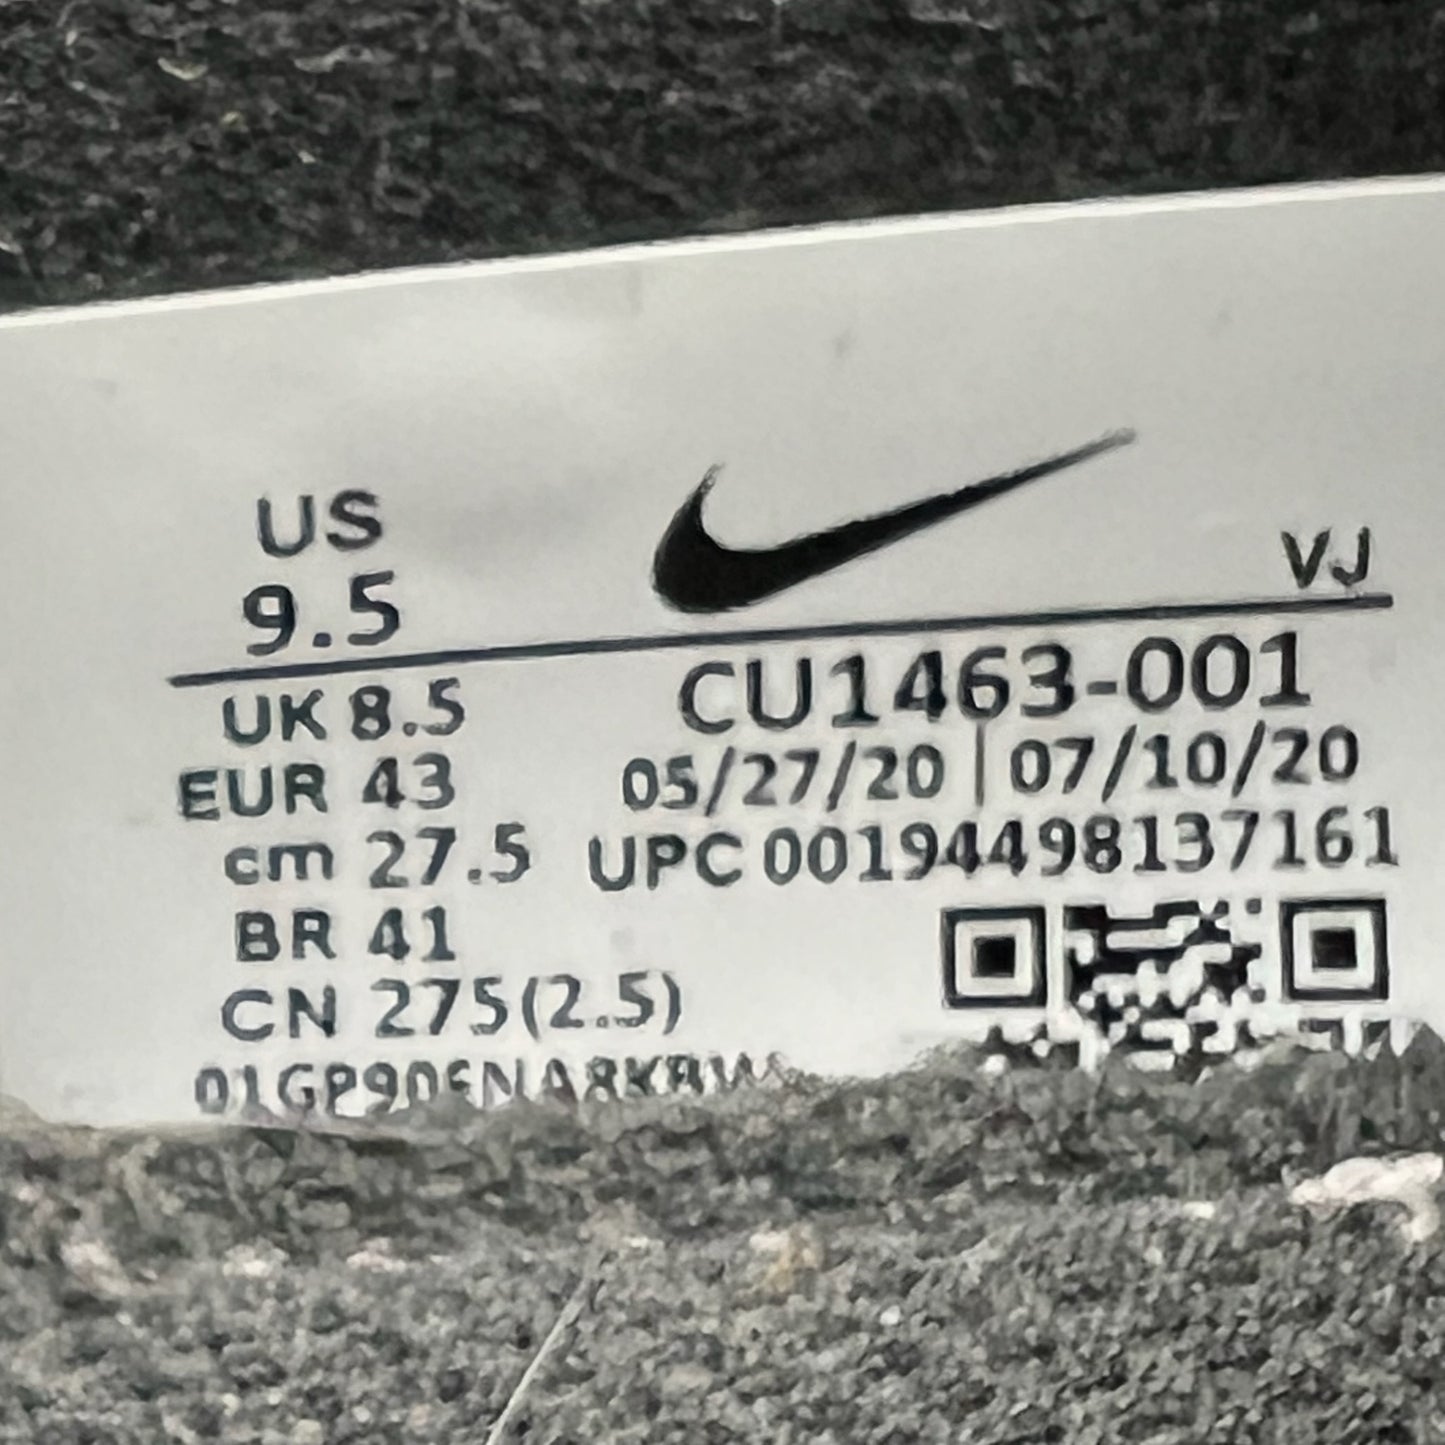 US
9.5
VJ
UK 8.5
EUR 43
cm 27.5
BR 41
CN 275(2.5)
CU1463-001
05/27/20 | 07/10/20
UPC 00194498137161